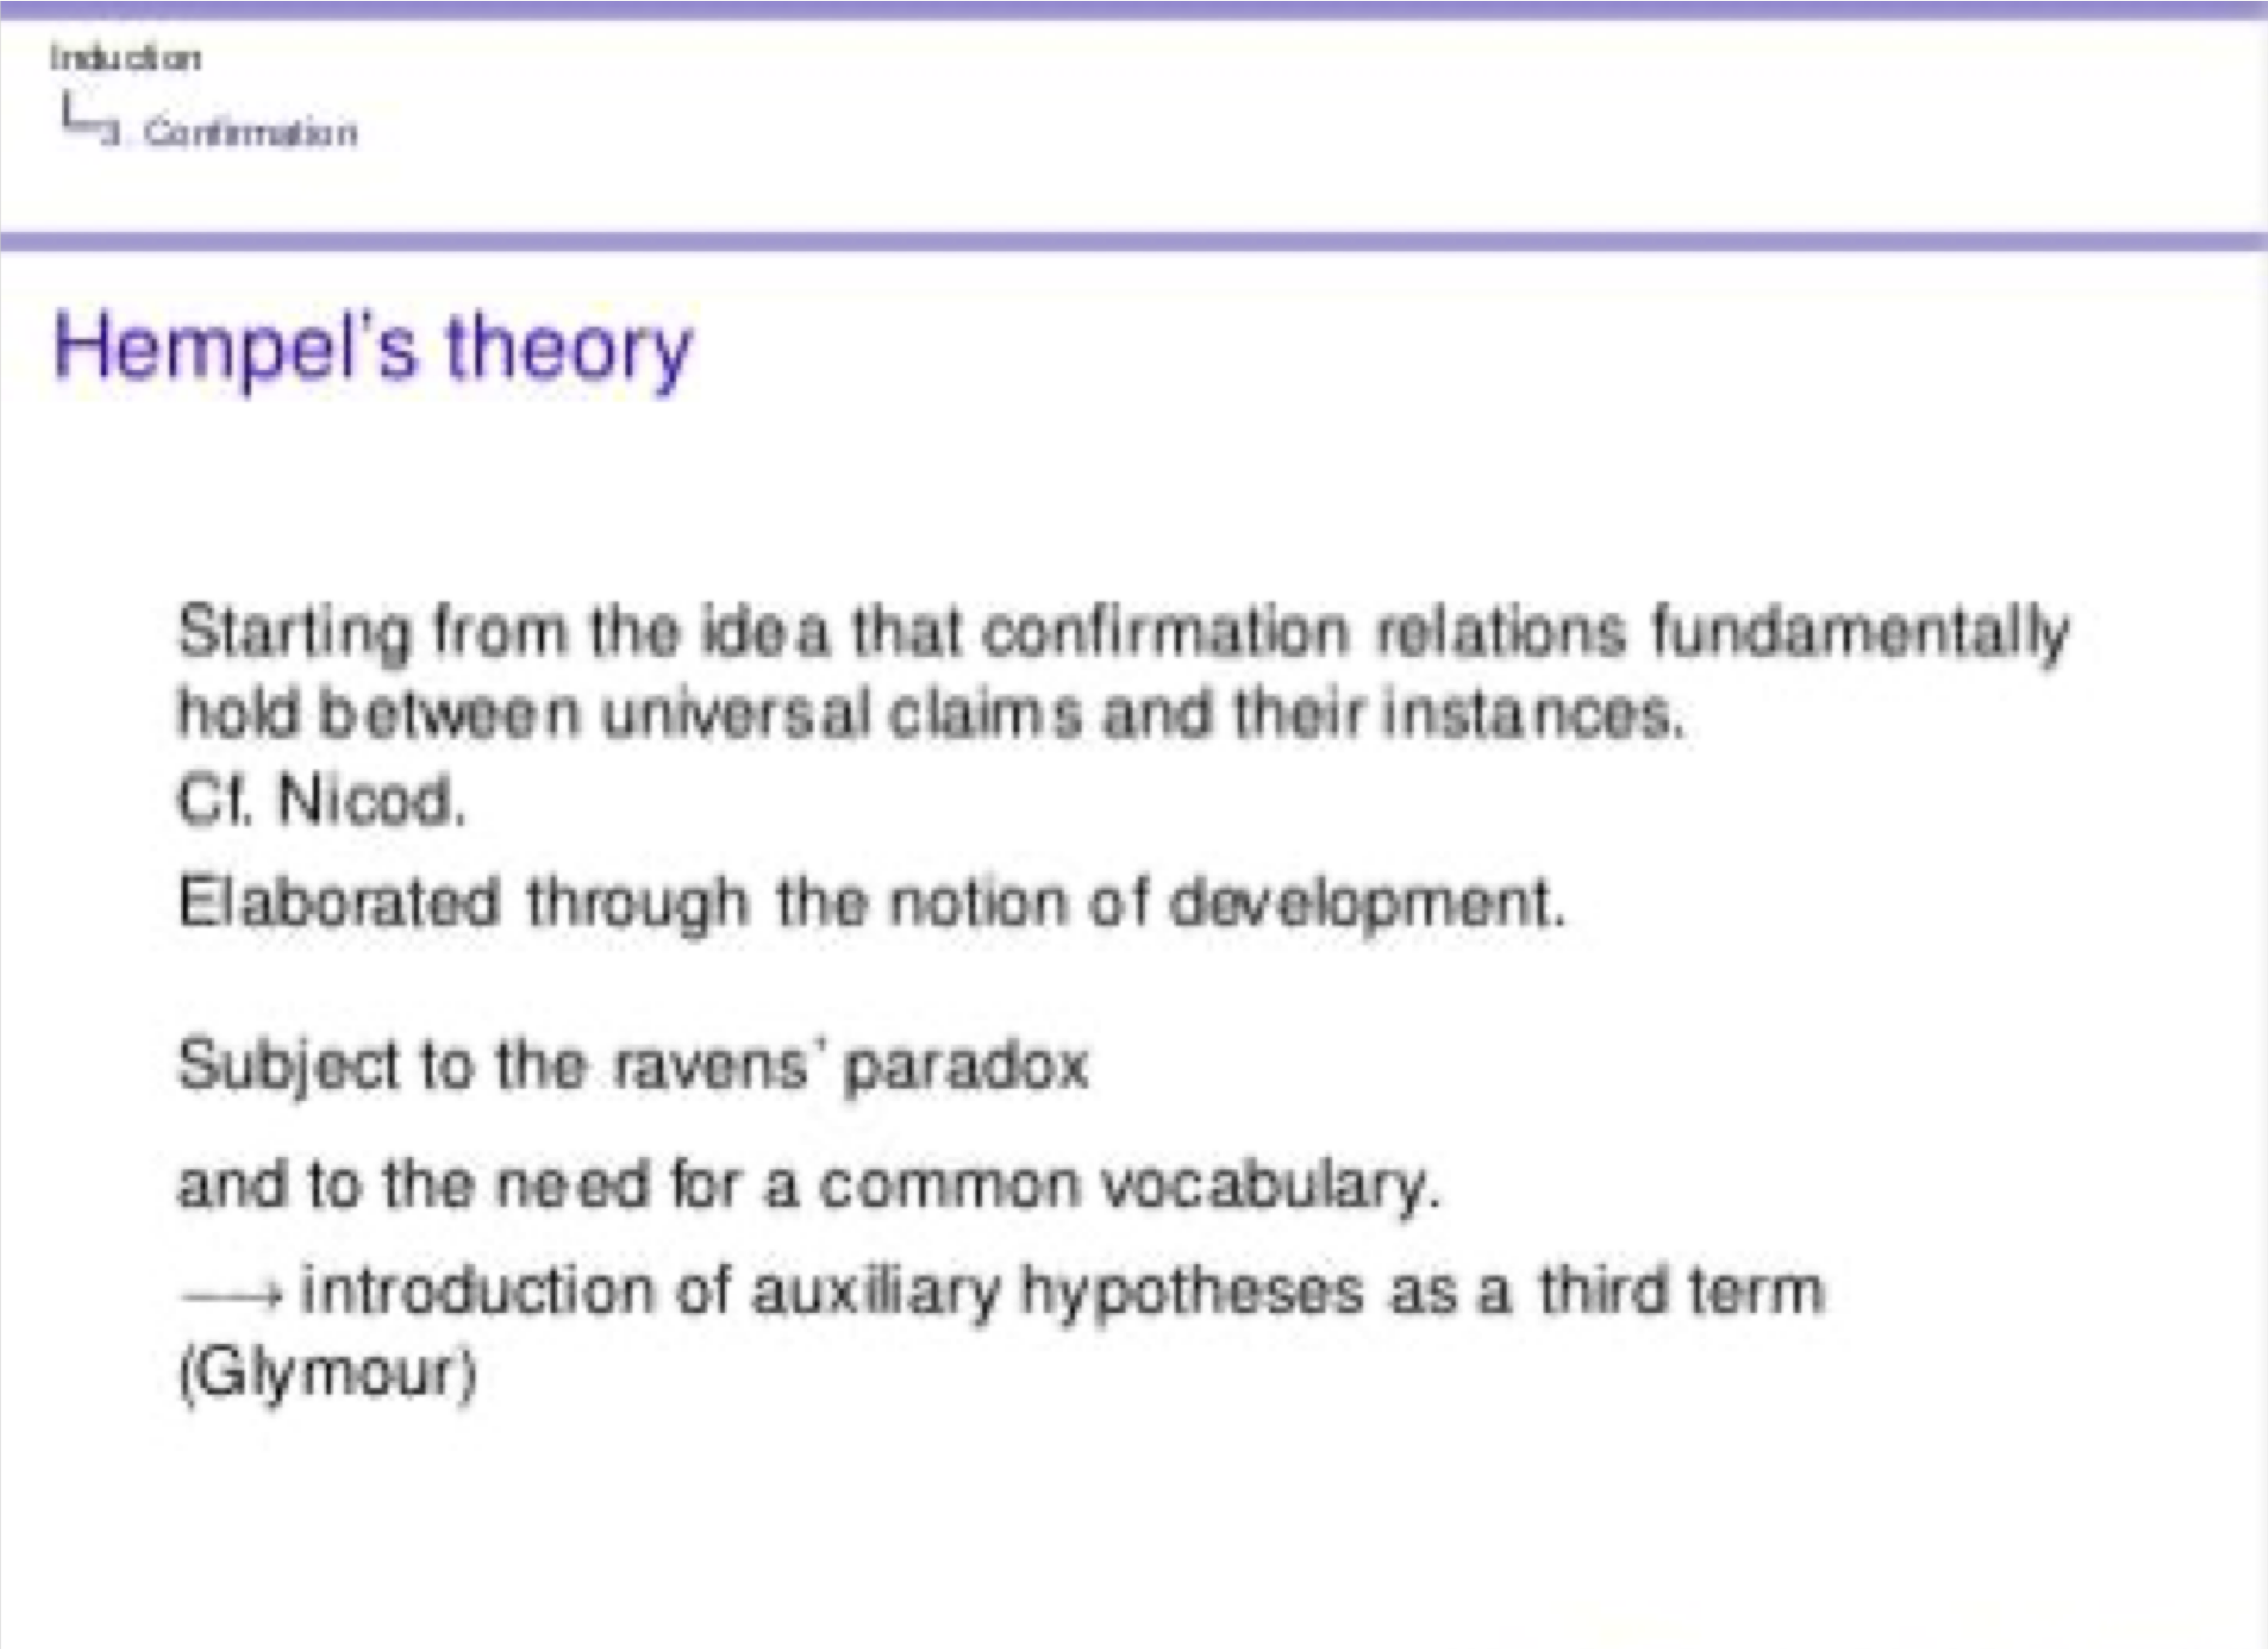 Induction
3. Confirmation
Hempel's theory
Starting from the idea that confirmation relations fundamentally
hold between universal claims and their instances.
Cf. Nicod.
Elaborated through the notion of development.
Subject to the ravens' paradox
and to the need for a common vocabulary.
⟶ introduction of auxiliary hypotheses as a third term
(Glymour)